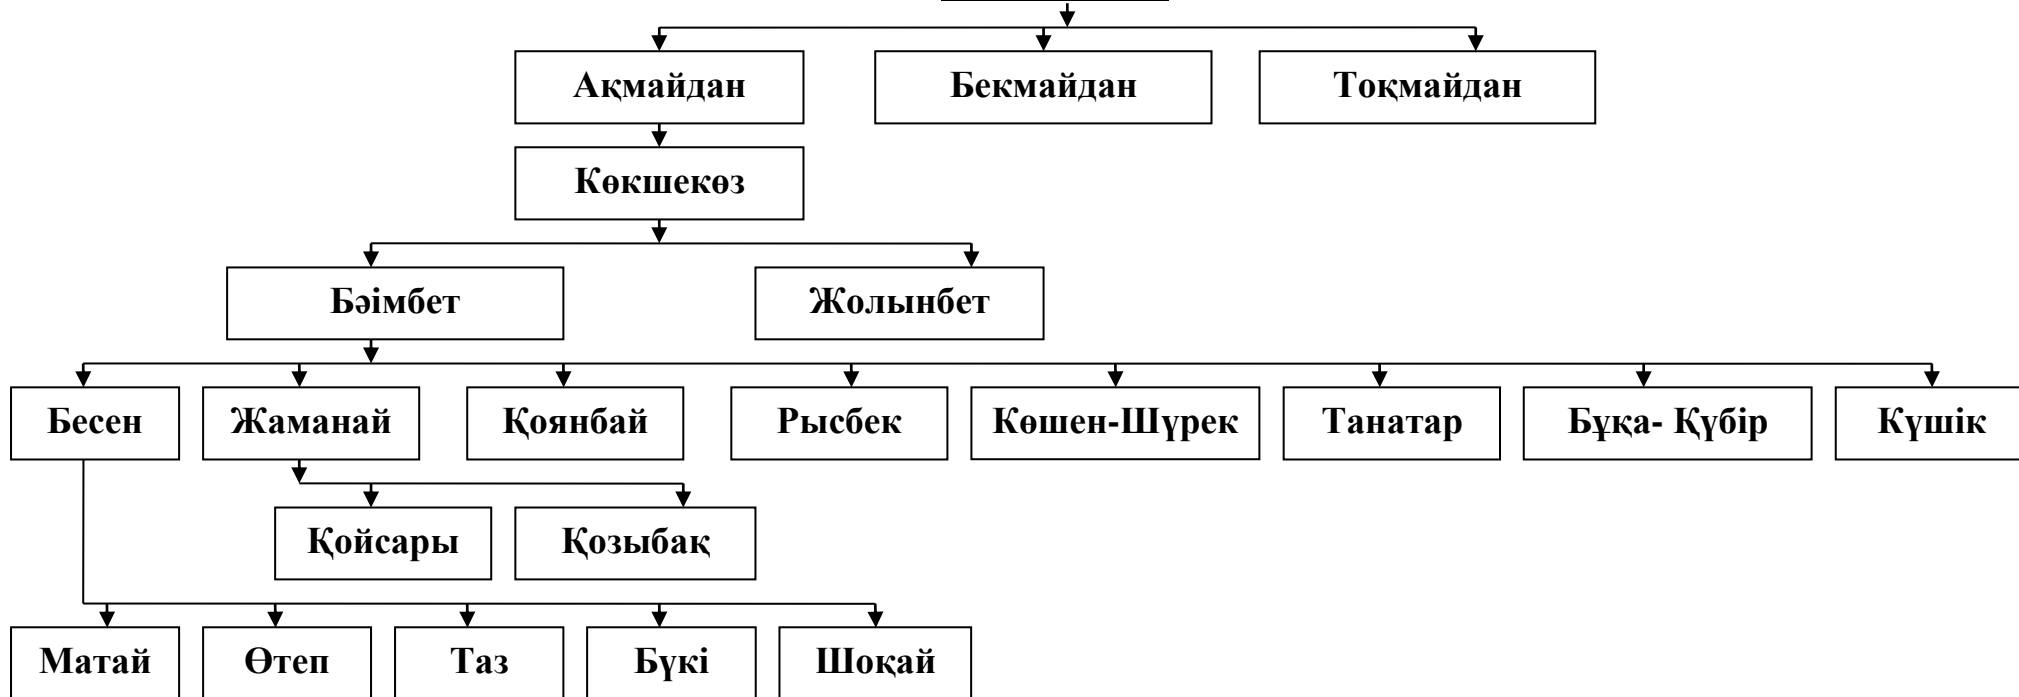 Ақмайдан
Бекмайдан
Тоқмайдан
Көкшекөз
Бәімбет
Жолынбет
Бесен
Жаманай
Қоянбай
Рысбек
Көшен-Шүрек
Танатар
Бұқа- Қүбір
Күшік
Қойсары
Қозыбақ
Матай
Өтеп
Таз
Бүкі
Шоқай